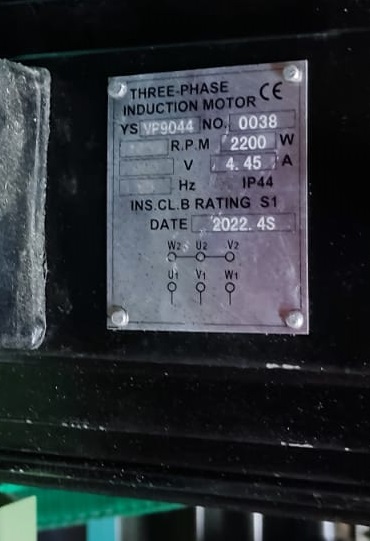 THREE-PHASE
INDUCTION MOTOR CE
YS VP9044 NO. 0038
R.P.M 2200 W
V 4.45 A
Hz IP44
INS.CL.B RATING S1
DATE 2022.4S
W2 U2 V2
U1 V1 W1